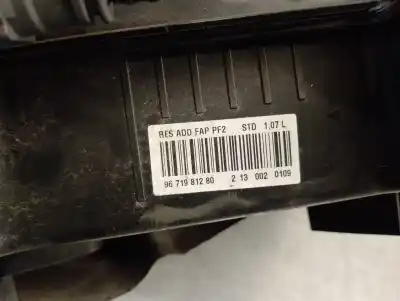 RES ADD FAP PF2 STD 1,07 L
96 719 812 80 2 13 002 0109